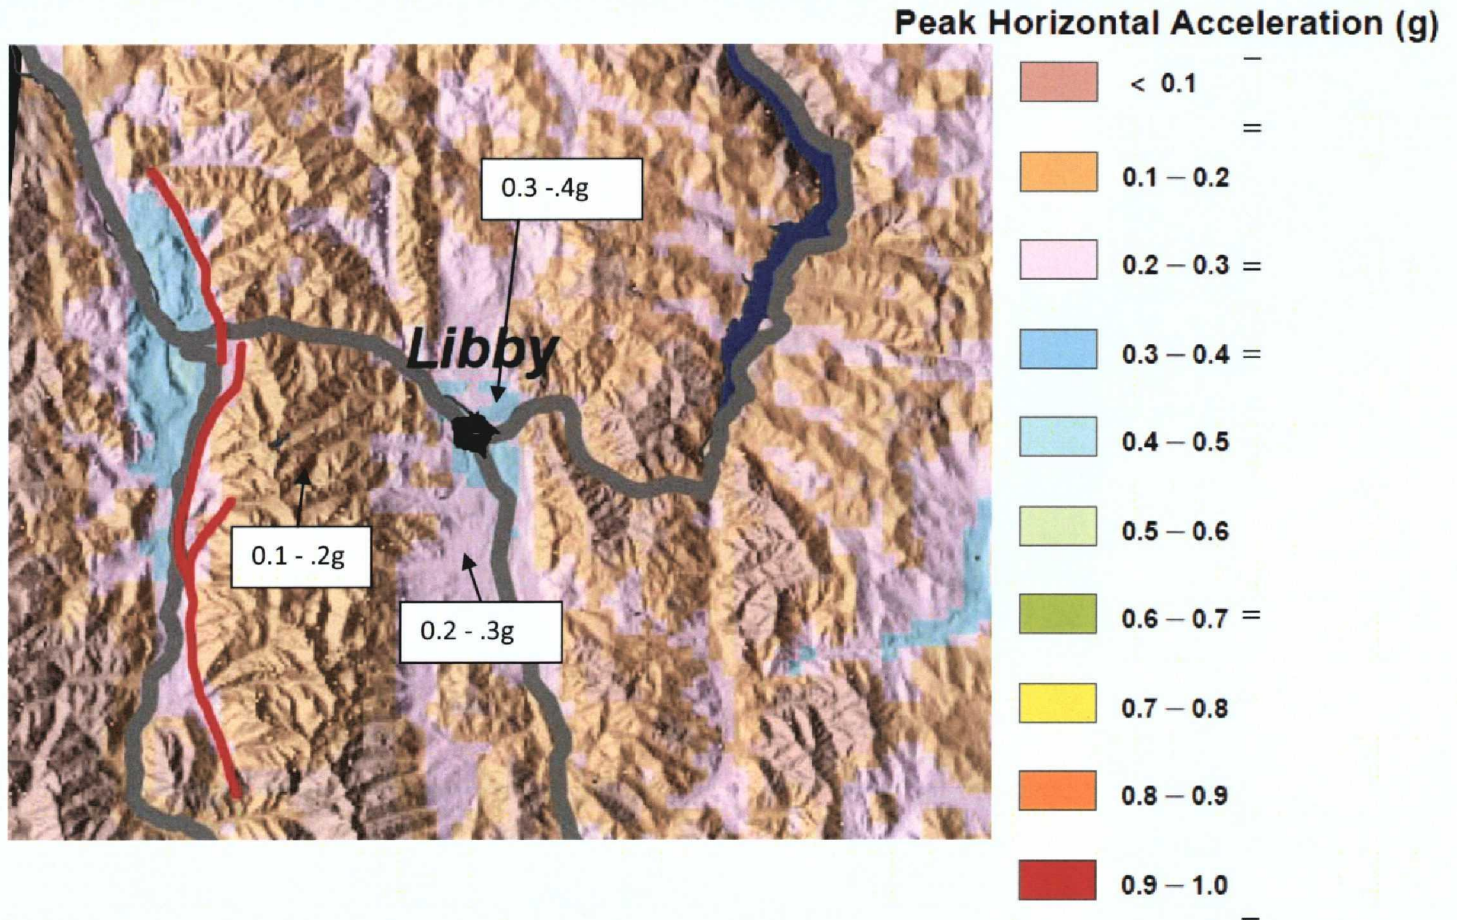 Peak Horizontal Acceleration (g)
< 0.1
0.1 – 0.2
0.2 – 0.3 =
0.3 – 0.4 =
0.4 – 0.5
0.5 – 0.6
0.6 – 0.7 =
0.7 – 0.8
0.8 – 0.9
0.9 – 1.0
0.3 -.4g
Libby
0.1 - .2g
0.2 - .3g